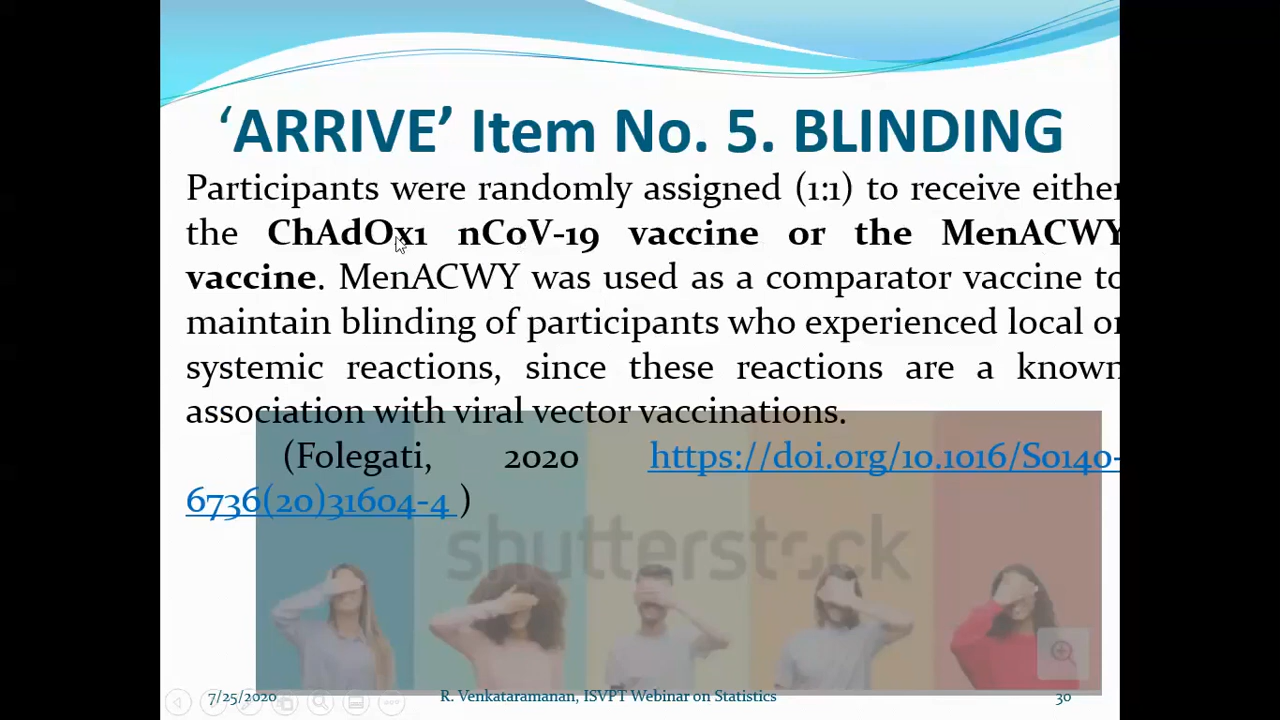 ‘ARRIVE’ Item No. 5. BLINDING
Participants were randomly assigned (1:1) to receive either
the ChAdOx1 nCoV-19 vaccine or the MenACWY
vaccine. MenACWY was used as a comparator vaccine to
maintain blinding of participants who experienced local or
systemic reactions, since these reactions are a known
association with viral vector vaccinations.
(Folegati, 2020 https://doi.org/10.1016/S0140-
6736(20)31604-4 )
shutterstock
7/25/2020 R. Venkataramanan, ISVPT Webinar on Statistics 30